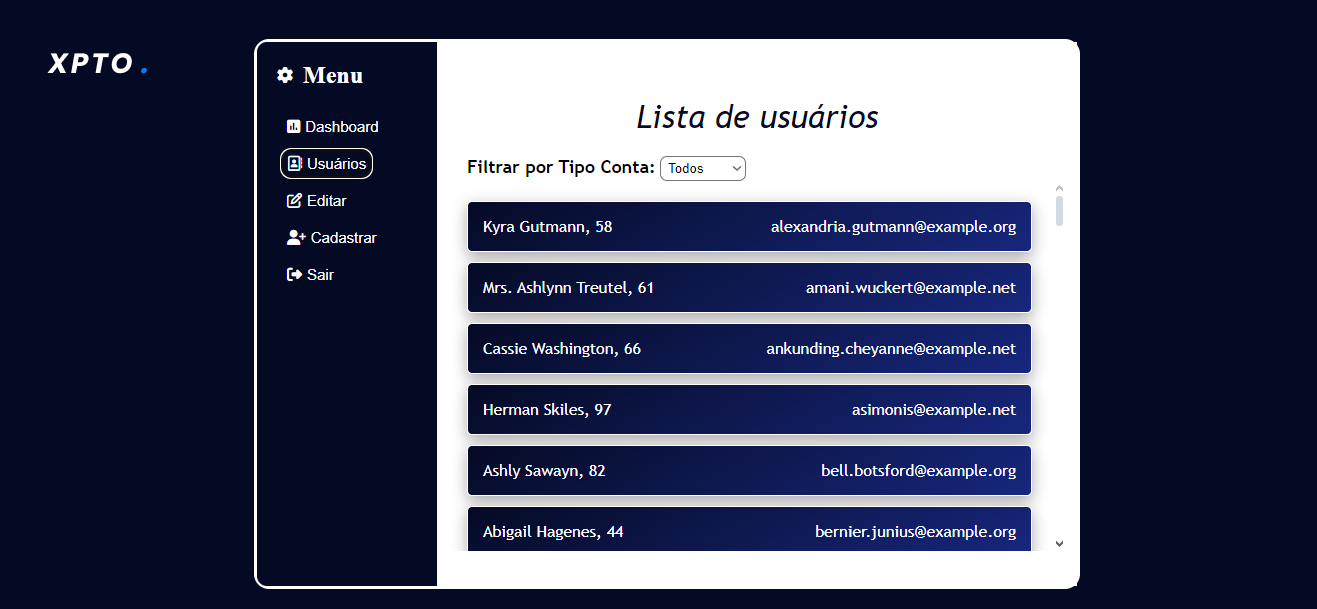 XPTO .
Menu
Dashboard
Usuários
Editar
Cadastrar
Sair
Lista de usuários
Filtrar por Tipo Conta: Todos
Kyra Gutmann, 58 alexandria.gutmann@example.org
Mrs. Ashlynn Treutel, 61 amani.wuckert@example.net
Cassie Washington, 66 ankunding.cheyanne@example.net
Herman Skiles, 97 asimonis@example.net
Ashly Sawayn, 82 bell.botsford@example.org
Abigail Hagenes, 44 bernier.junius@example.org